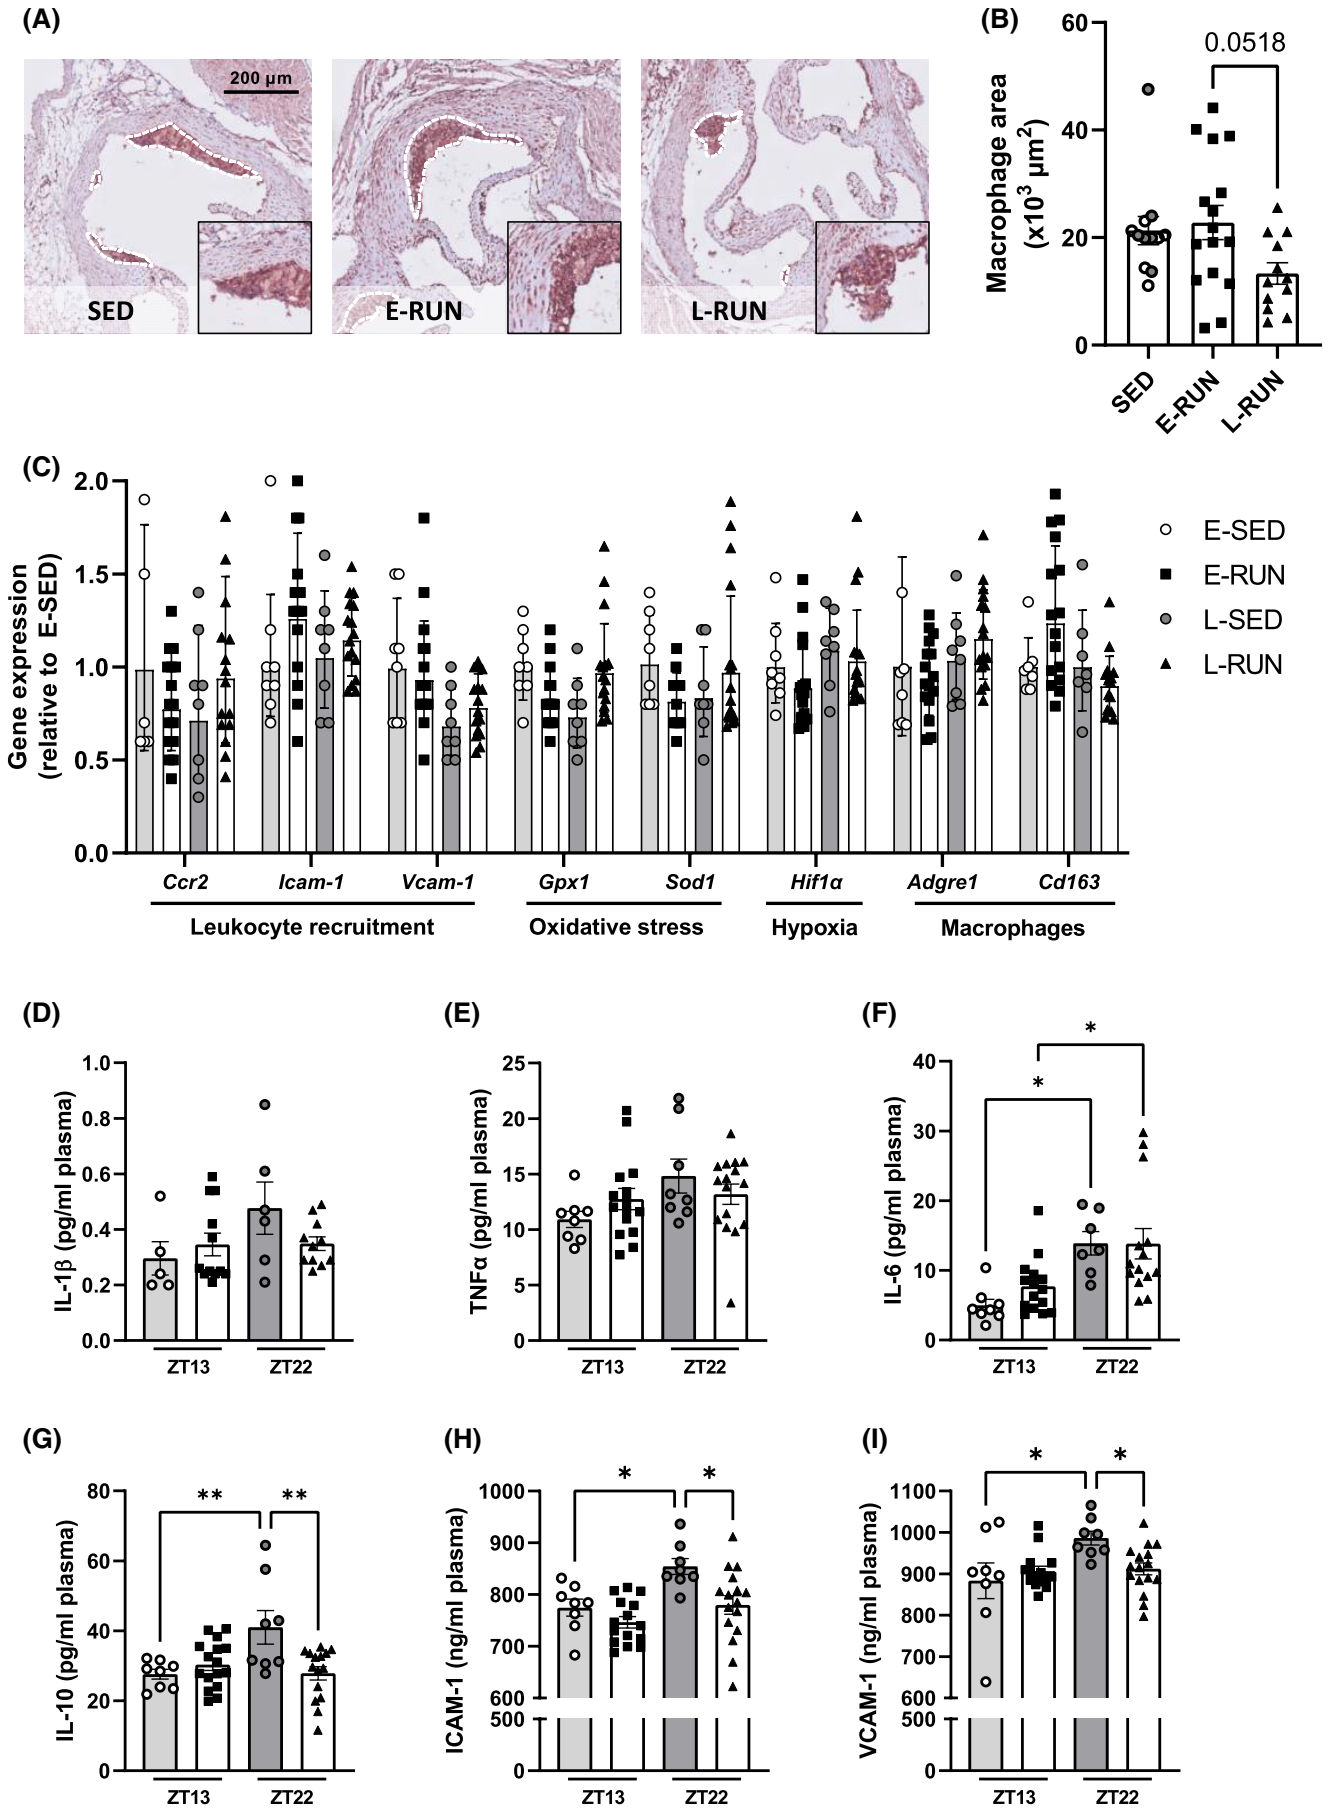 (A)
200 µm
SED
E-RUN
L-RUN
(B)
Macrophage area
(x10³ µm²)
60
40
20
0
0.0518
SED
E-RUN
L-RUN
(C)
Gene expression
(relative to E-SED)
2.0
1.5
1.0
0.5
0.0
Ccr2
Icam-1
Vcam-1
Gpx1
Sod1
Hif1α
Adgre1
Cd163
Leukocyte recruitment
Oxidative stress
Hypoxia
Macrophages
E-SED
E-RUN
L-SED
L-RUN
(D)
IL-1β (pg/ml plasma)
1.0
0.8
0.6
0.4
0.2
0.0
ZT13
ZT22
(E)
TNFα (pg/ml plasma)
25
20
15
10
5
0
ZT13
ZT22
(F)
IL-6 (pg/ml plasma)
40
30
20
10
0
*
*
ZT13
ZT22
(G)
IL-10 (pg/ml plasma)
80
60
40
20
0
**
**
ZT13
ZT22
(H)
ICAM-1 (ng/ml plasma)
1000
900
800
700
600
500
0
*
*
ZT13
ZT22
(I)
VCAM-1 (ng/ml plasma)
1100
1000
900
800
700
600
500
0
*
*
ZT13
ZT22